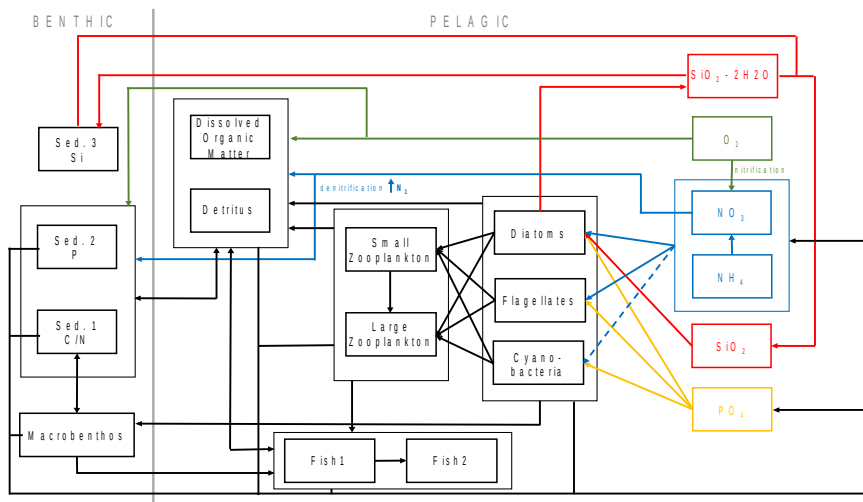 BENTHIC
PELAGIC
SiO2-2H2O
Dissolved
Organic
Matter
Sed. 3
Si
O2
nitrification
denitrification N2
Detritus
NO3
Sed. 2
P
Small
Zooplankton
Diatoms
NH4
Flagellates
Sed. 1
C/N
Large
Zooplankton
SiO2
Cyano-
bacteria
PO4
Macrobenthos
Fish1
Fish2